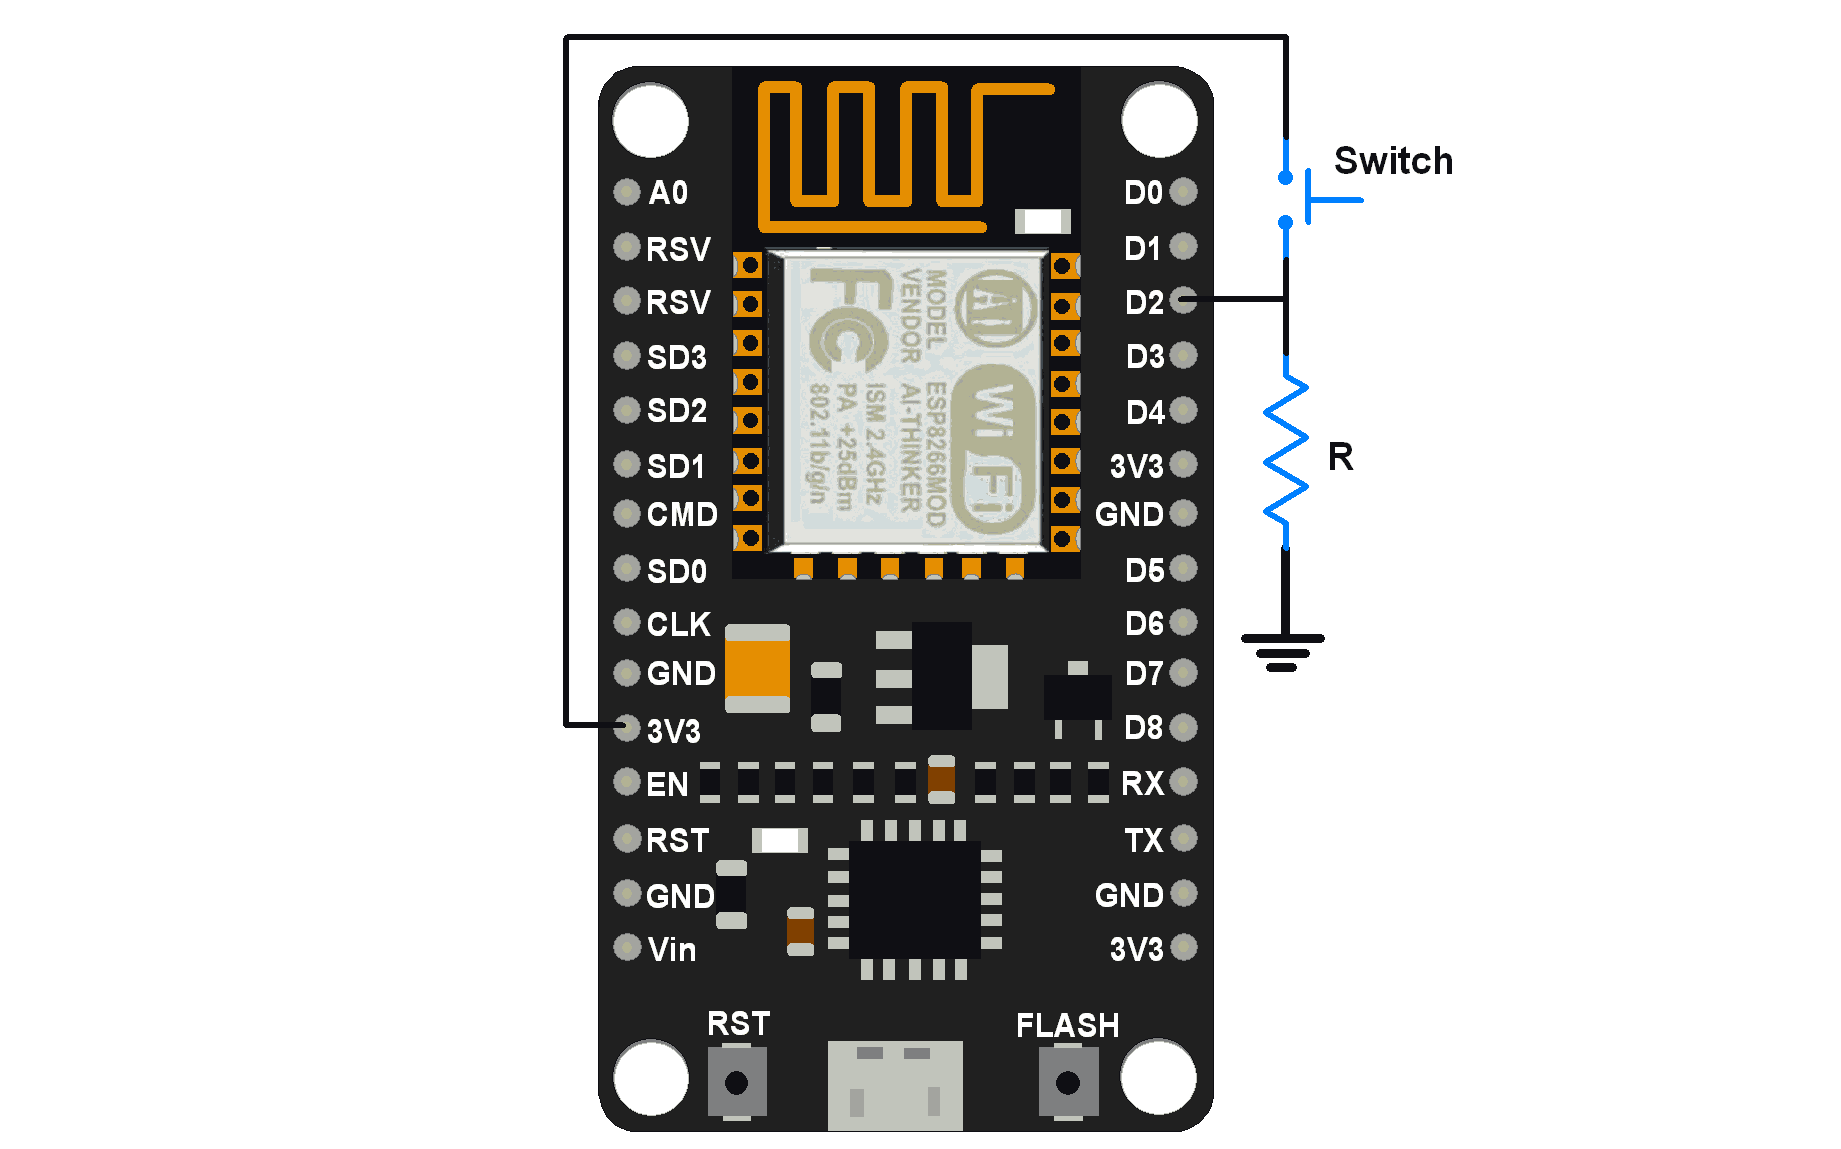 Switch
R
A0
RSV
RSV
SD3
SD2
SD1
CMD
SD0
CLK
GND
3V3
EN
RST
GND
Vin
D0
D1
D2
D3
D4
3V3
GND
D5
D6
D7
D8
RX
TX
GND
3V3
AI
WiFi
MODEL ESP8266MOD
VENDOR AI-THINKER
ISM 2.4GHz
PA +25dBm
802.11b/g/n
FC
RST
FLASH